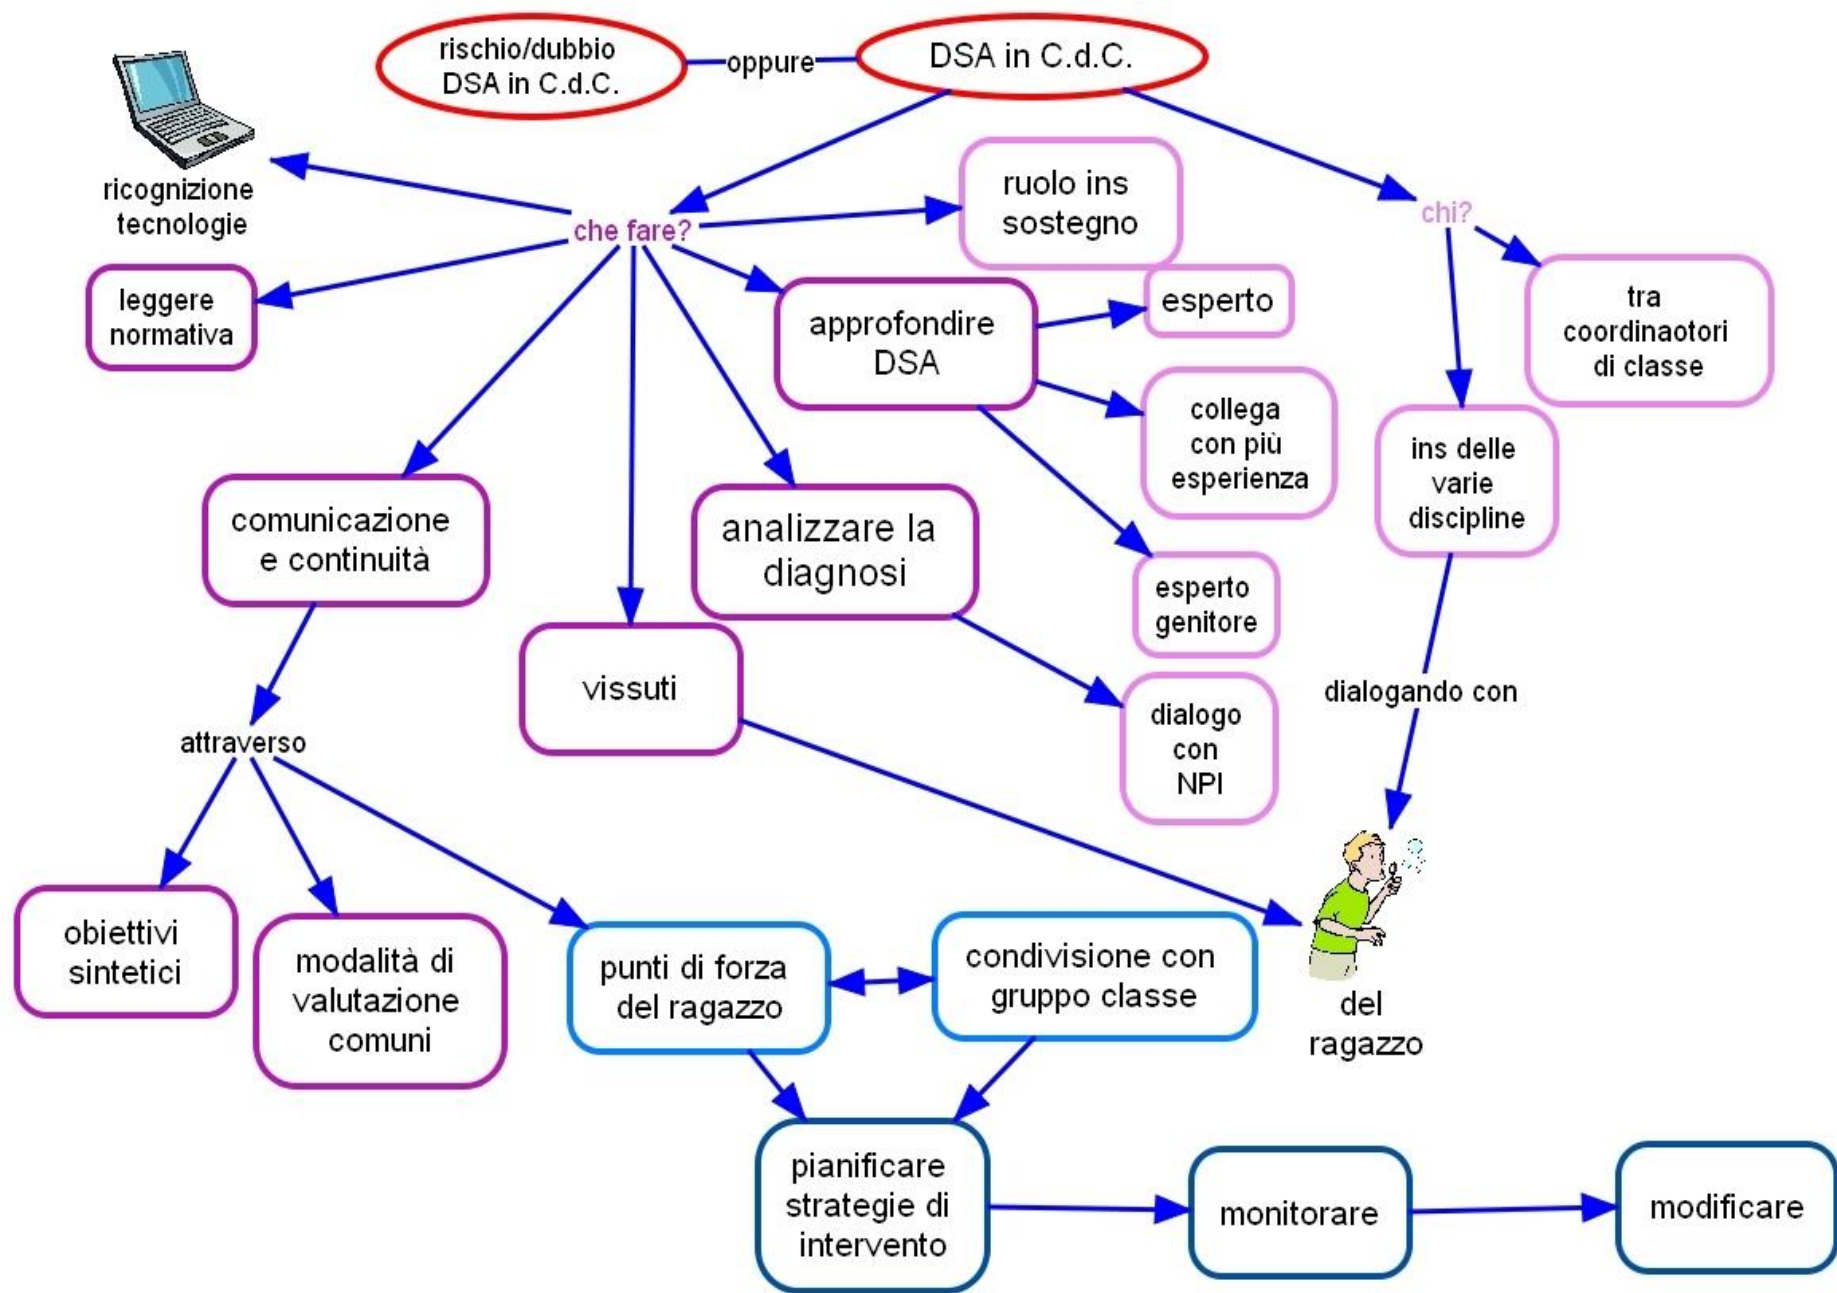 rischio/dubbio
DSA in C.d.C.
oppure
DSA in C.d.C.
ricognizione
tecnologie
che fare?
ruolo ins
sostegno
chi?
leggere
normativa
approfondire
DSA
esperto
tra
coordinaotori
di classe
collega
con più
esperienza
ins delle
varie
discipline
comunicazione
e continuità
analizzare la
diagnosi
esperto
genitore
vissuti
dialogo
con
NPI
dialogando con
attraverso
obiettivi
sintetici
modalità di
valutazione
comuni
punti di forza
del ragazzo
condivisione con
gruppo classe
del
ragazzo
pianificare
strategie di
intervento
monitorare
modificare